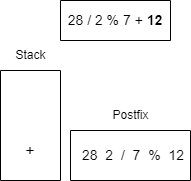 28 / 2 % 7 + 12
Stack
Postfix
+
28 2 / 7 % 12